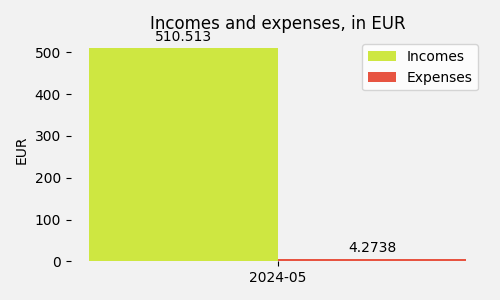 Incomes and expenses, in EUR
510.513
Incomes
Expenses
500
400
300
200
100
0
EUR
4.2738
2024-05